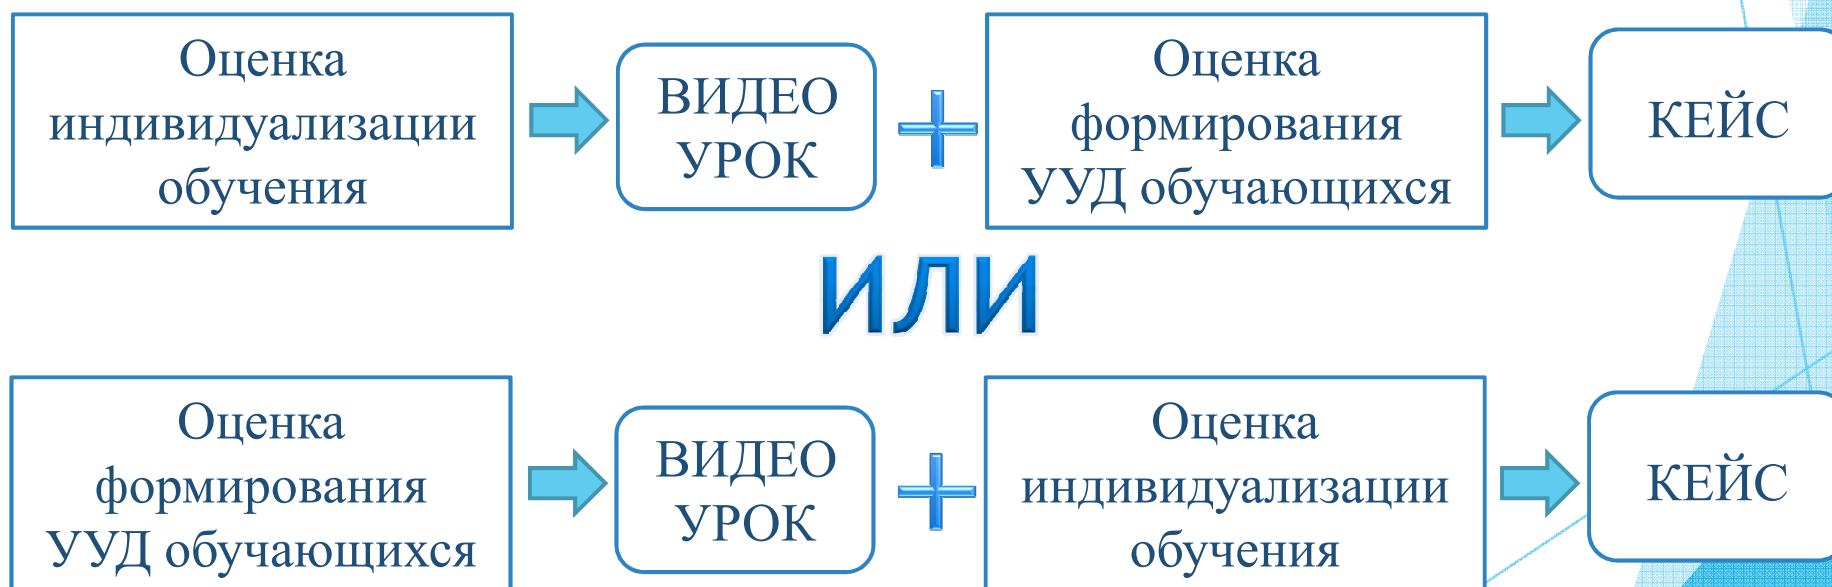 Оценка
индивидуализации
обучения
ВИДЕО
УРОК
Оценка
формирования
УУД обучающихся
КЕЙС
ИЛИ
Оценка
формирования
УУД обучающихся
ВИДЕО
УРОК
Оценка
индивидуализации
обучения
КЕЙС